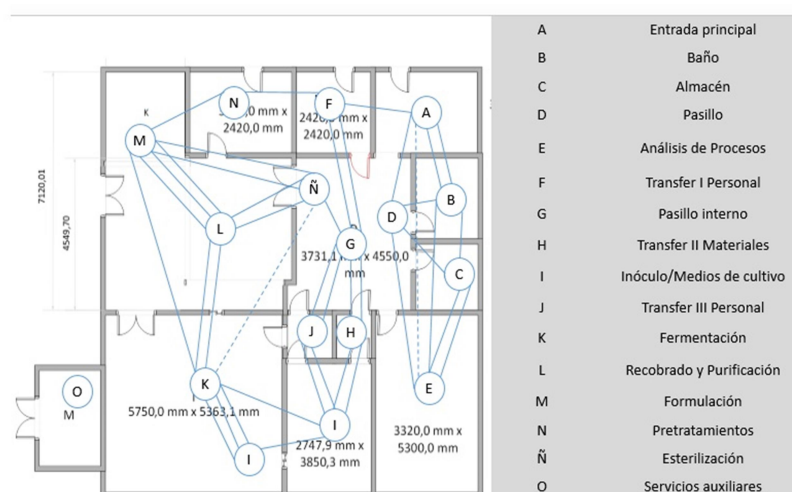 A Entrada principal
B Baño
C Almacén
D Pasillo
E Análisis de Procesos
F Transfer I Personal
G Pasillo interno
H Transfer II Materiales
I Inóculo/Medios de cultivo
J Transfer III Personal
K Fermentación
L Recobrado y Purificación
M Formulación
N Pretratamientos
Ñ Esterilización
O Servicios auxiliares
7120,01
4549,70
K
M
N
mm x
2420,0 mm
F
mm x
2420,0 mm
A
Ñ
B
D
L
G
3731,1 mm x 4550,0
mm
C
J
H
K
5750,0 mm x 5363,1 mm
O
M
I
I
2747,9 mm x
3850,3 mm
E
3320,0 mm x
5300,0 mm